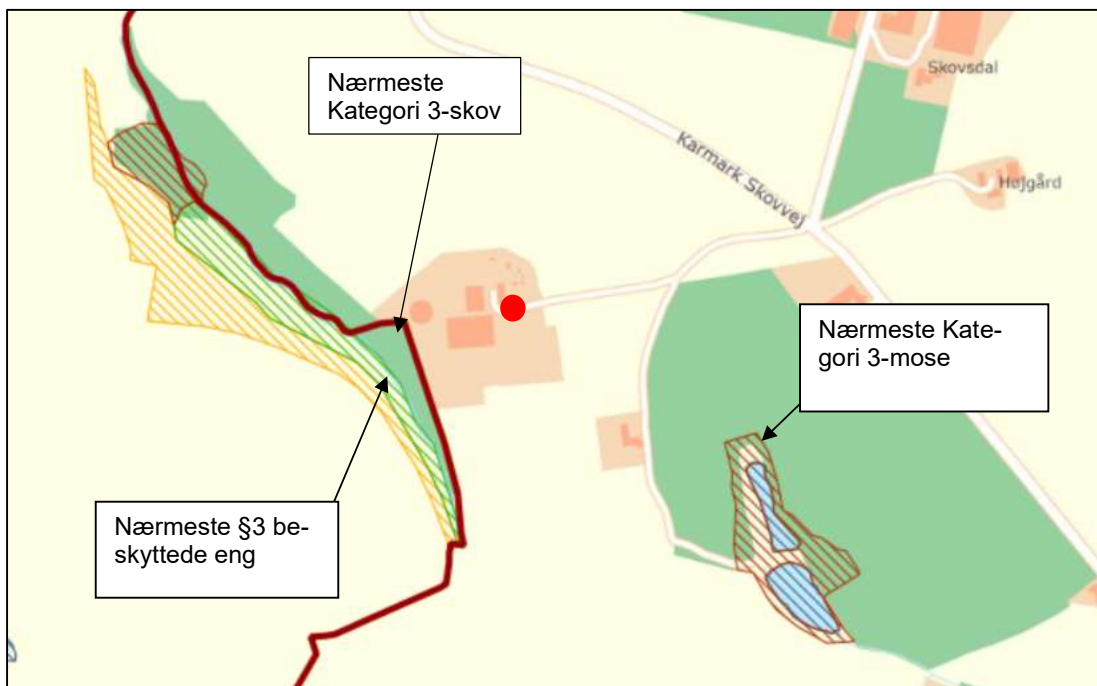 Skovsdal
Nærmeste
Kategori 3-skov
Karmark Skovvej
Højgård
Nærmeste Kate-
gori 3-mose
Nærmeste §3 be-
skyttede eng